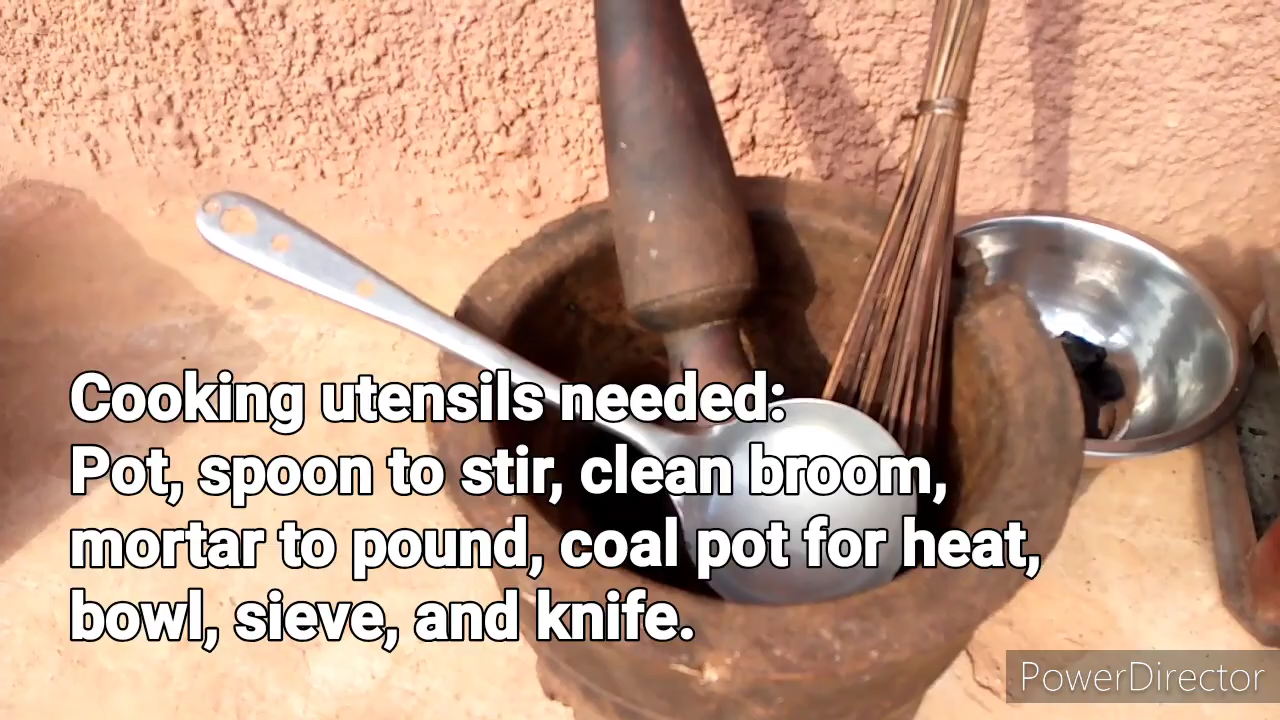 Cooking utensils needed:
Pot, spoon to stir, clean broom,
mortar to pound, coal pot for heat,
bowl, sieve, and knife.
PowerDirector